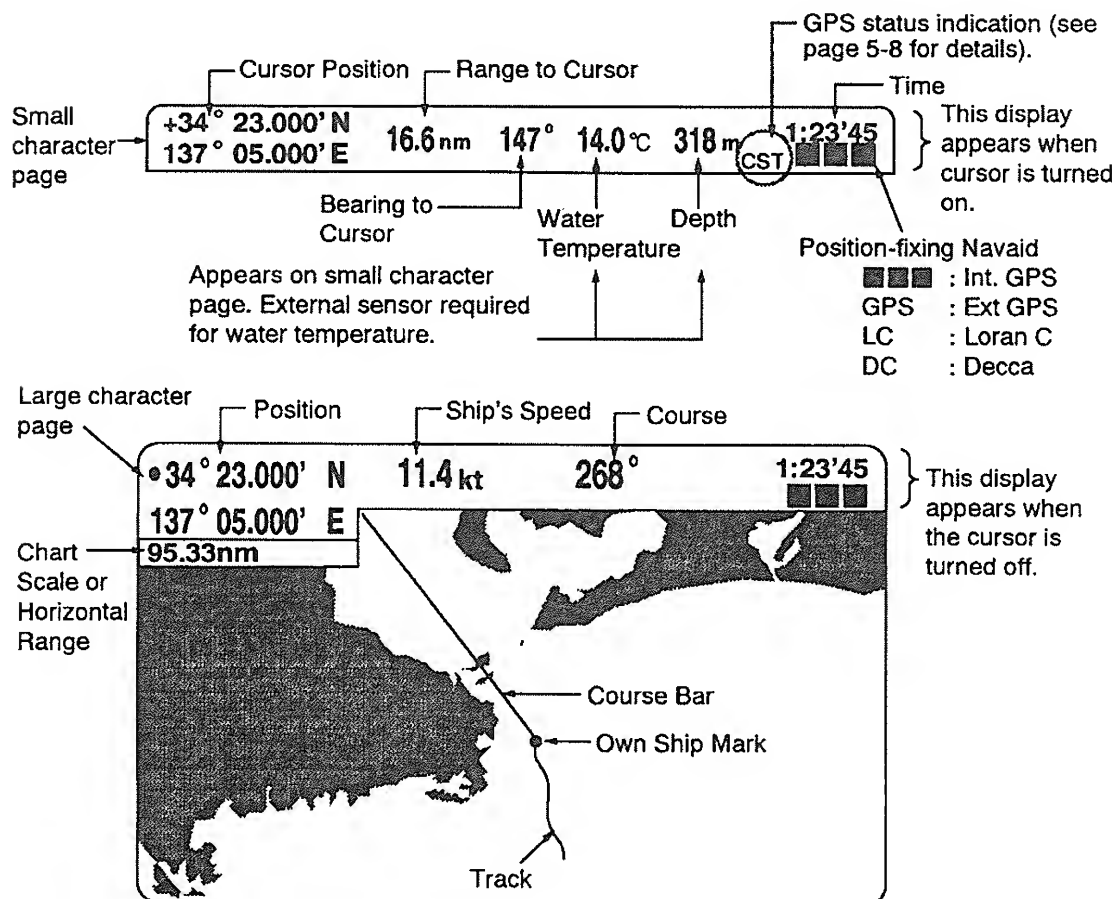 GPS status indication (see
page 5-8 for details).
Cursor Position
Range to Cursor
Time
Small
character
page
+34° 23.000' N
137° 05.000' E
16.6 nm
147°
14.0 °C
318 m
CST
1:23'45
This display
appears when
cursor is turned
on.
Bearing to
Cursor
Water
Temperature
Depth
Appears on small character
page. External sensor required
for water temperature.
Position-fixing Navaid
: Int. GPS
GPS : Ext GPS
LC : Loran C
DC : Decca
Large character
page
Position
Ship's Speed
Course
34° 23.000' N
137° 05.000' E
11.4 kt
268°
1:23'45
This display
appears when
the cursor is
turned off.
95.33nm
Chart
Scale or
Horizontal
Range
Course Bar
Own Ship Mark
Track